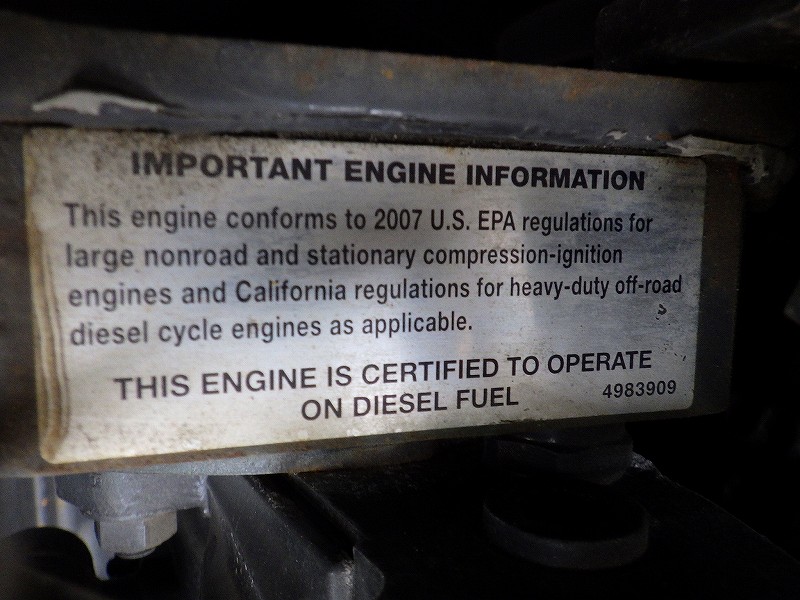 IMPORTANT ENGINE INFORMATION
This engine conforms to 2007 U.S. EPA regulations for
large nonroad and stationary compression-ignition
engines and California regulations for heavy-duty off-road
diesel cycle engines as applicable.
THIS ENGINE IS CERTIFIED TO OPERATE
ON DIESEL FUEL
4983909